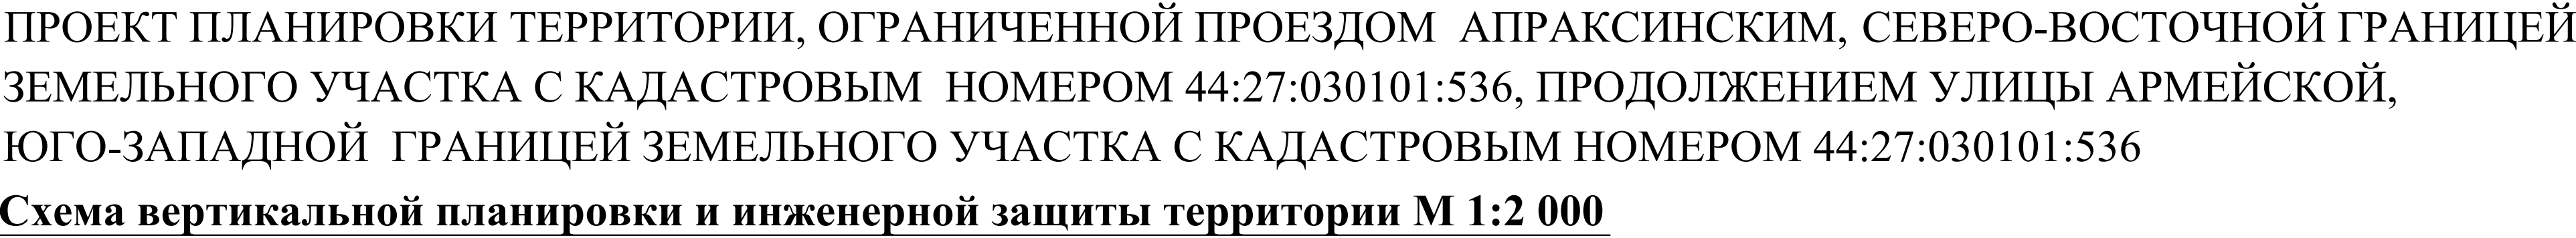 ПРОЕКТ ПЛАНИРОВКИ ТЕРРИТОРИИ, ОГРАНИЧЕННОЙ ПРОЕЗДОМ АПРАКСИНСКИМ, СЕВЕРО-ВОСТОЧНОЙ ГРАНИЦЕЙ
ЗЕМЕЛЬНОГО УЧАСТКА С КАДАСТРОВЫМ НОМЕРОМ 44:27:030101:536, ПРОДОЛЖЕНИЕМ УЛИЦЫ АРМЕЙСКОЙ,
ЮГО-ЗАПАДНОЙ ГРАНИЦЕЙ ЗЕМЕЛЬНОГО УЧАСТКА С КАДАСТРОВЫМ НОМЕРОМ 44:27:030101:536
Схема вертикальной планировки и инженерной защиты территории М 1:2 000